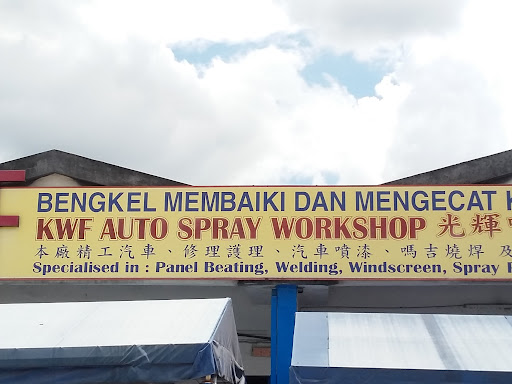 BENGKEL MEMBAIKI DAN MENGECAT
KWF AUTO SPRAY WORKSHOP 光輝
本廠精工汽車、修理護理、汽車噴漆、嗎吉燒焊 及
Specialised in : Panel Beating, Welding, Windscreen, Spray